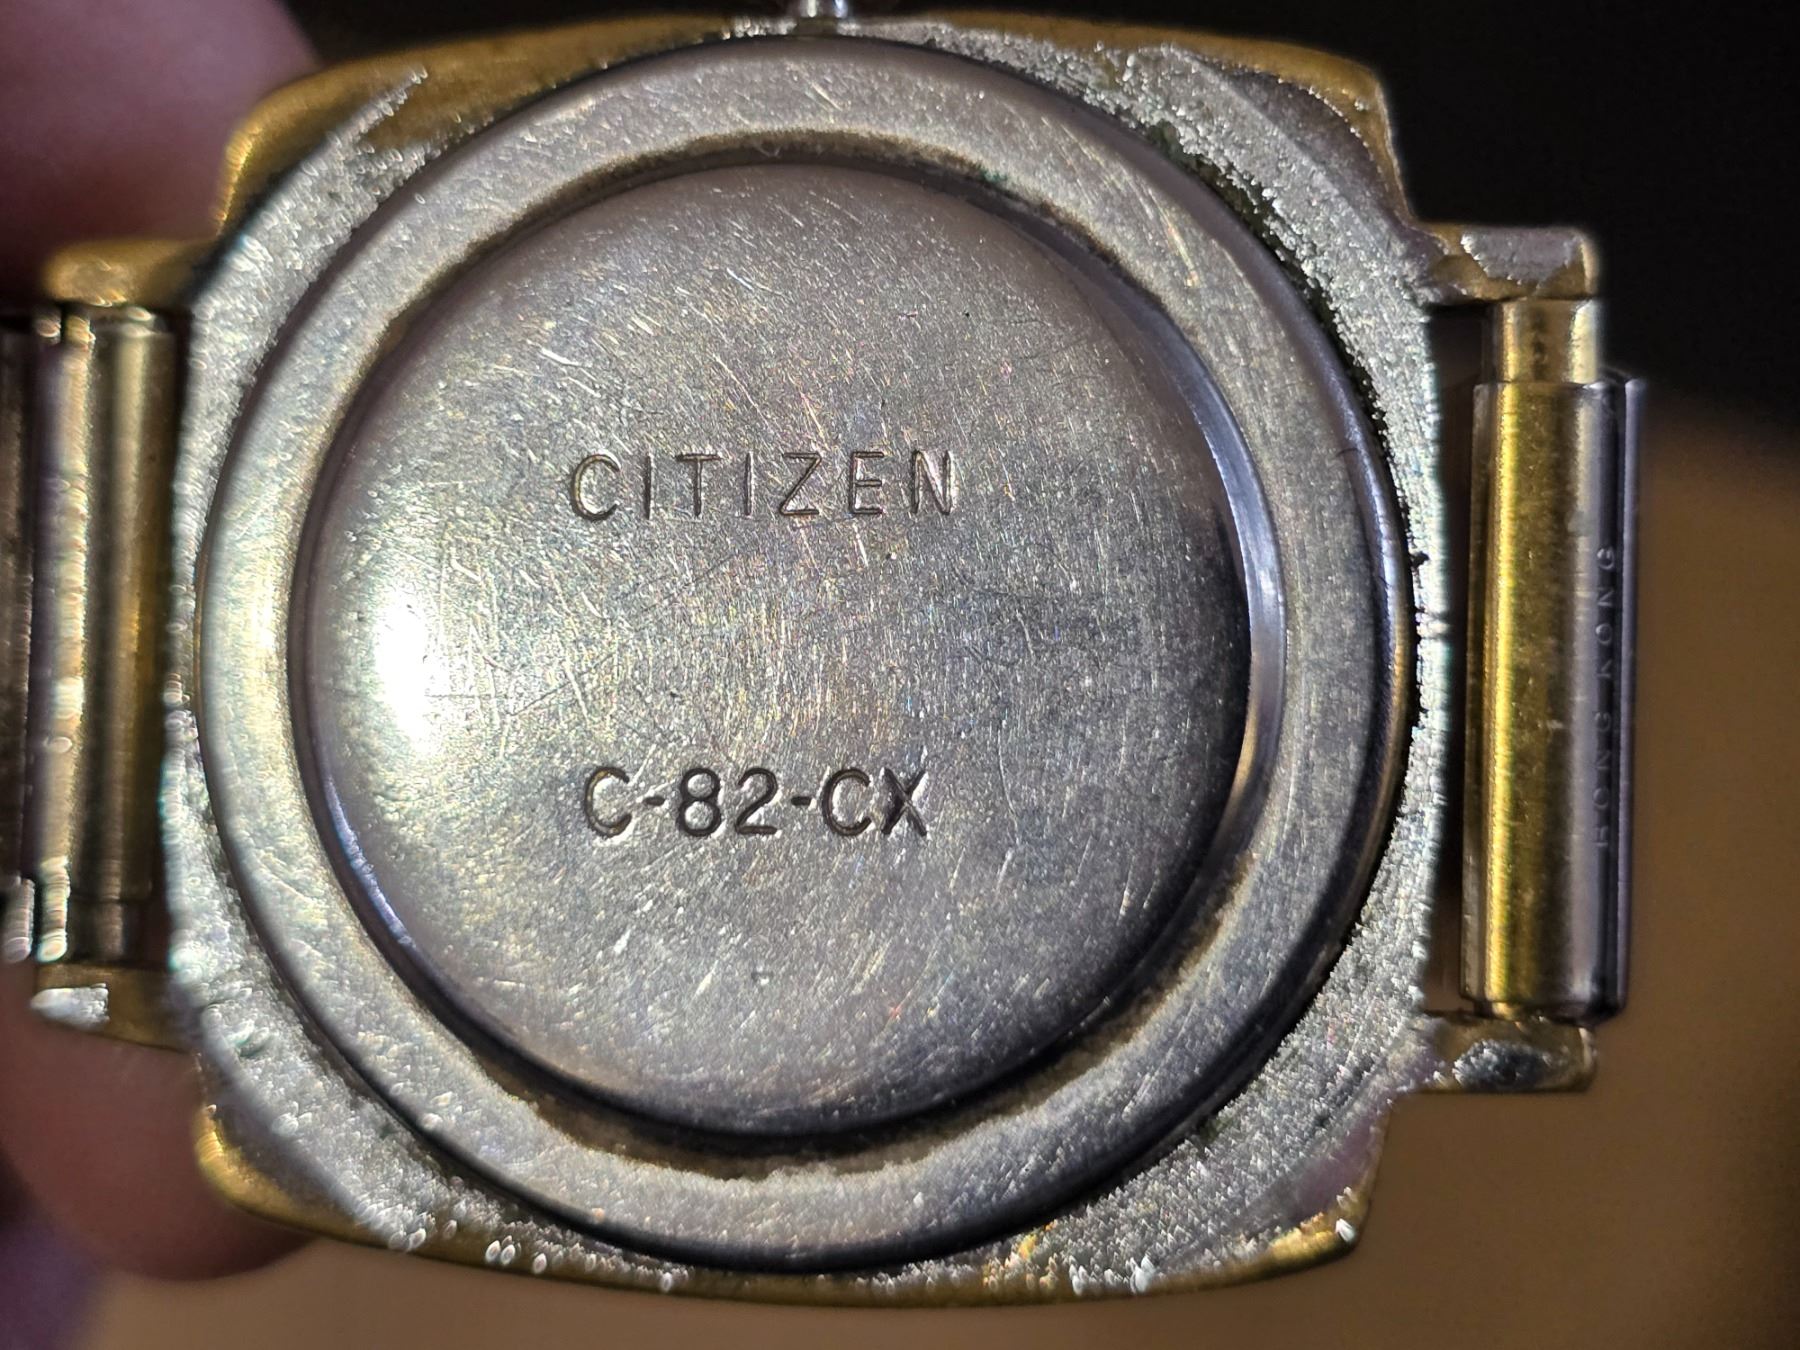 CITIZEN
C-82-CX
HONG KONG